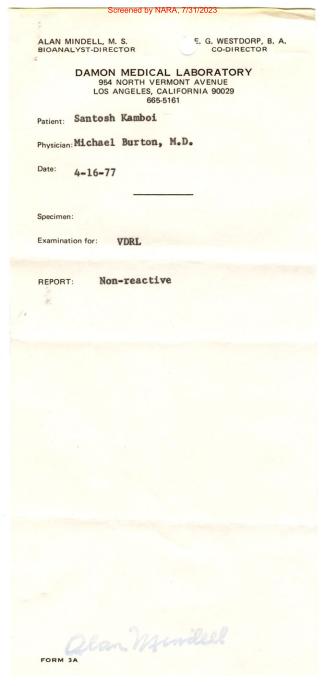 Screened by NARA, 7/31/2023
ALAN MINDELL, M. S. E. G. WESTDORP, B. A.
BIOANALYST-DIRECTOR CO-DIRECTOR
DAMON MEDICAL LABORATORY
954 NORTH VERMONT AVENUE
LOS ANGELES, CALIFORNIA 90029
665-5161
Patient: Santosh Kamboi
Physician: Michael Burton, M.D.
Date: 4-16-77
Specimen:
Examination for: VDRL
REPORT: Non-reactive
Alan Mindell
FORM 3A